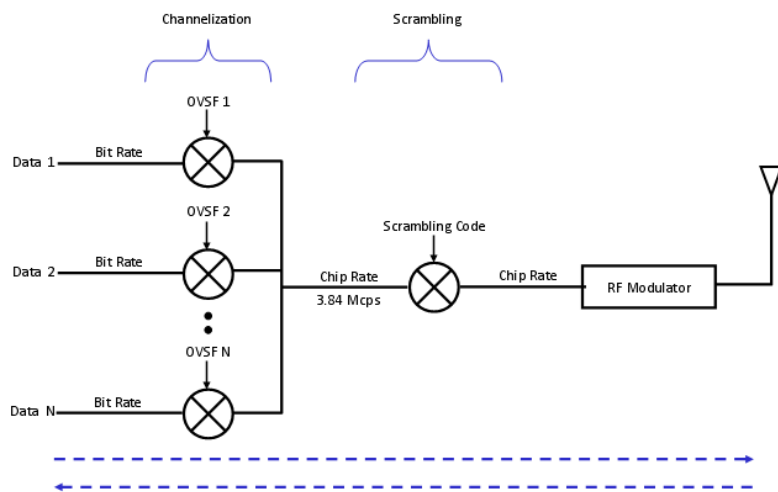 Channelization
Scrambling
OVSF 1
Data 1
Bit Rate
OVSF 2
Scrambling Code
Data 2
Bit Rate
Chip Rate
3.84 Mcps
Chip Rate
RF Modulator
OVSF N
Data N
Bit Rate